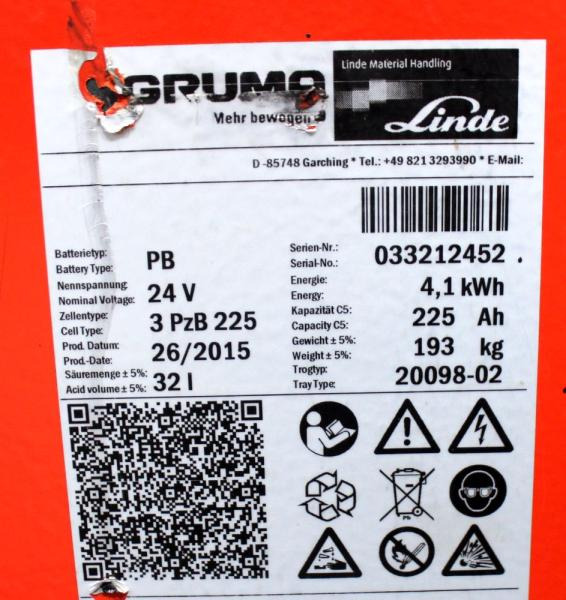 GRUMA
Mehr bewegen
Linde Material Handling
Linde
D -85748 Garching * Tel.: +49 821 3293990 * E-Mail:
Batterietyp:
Battery Type: PB
Serien-Nr.:
Serial-No.: 033212452 .
Nennspannung:
Nominal Voltage: 24 V
Energie:
Energy: 4,1 kWh
Zellentype:
Cell Type: 3 PzB 225
Kapazität C5:
Capacity C5: 225 Ah
Prod. Datum:
Prod.-Date: 26/2015
Gewicht ± 5%:
Weight ± 5%: 193 kg
Säuremenge ± 5%:
Acid volume ± 5%: 32 l
Trogtyp:
Tray Type: 20098-02
Pb